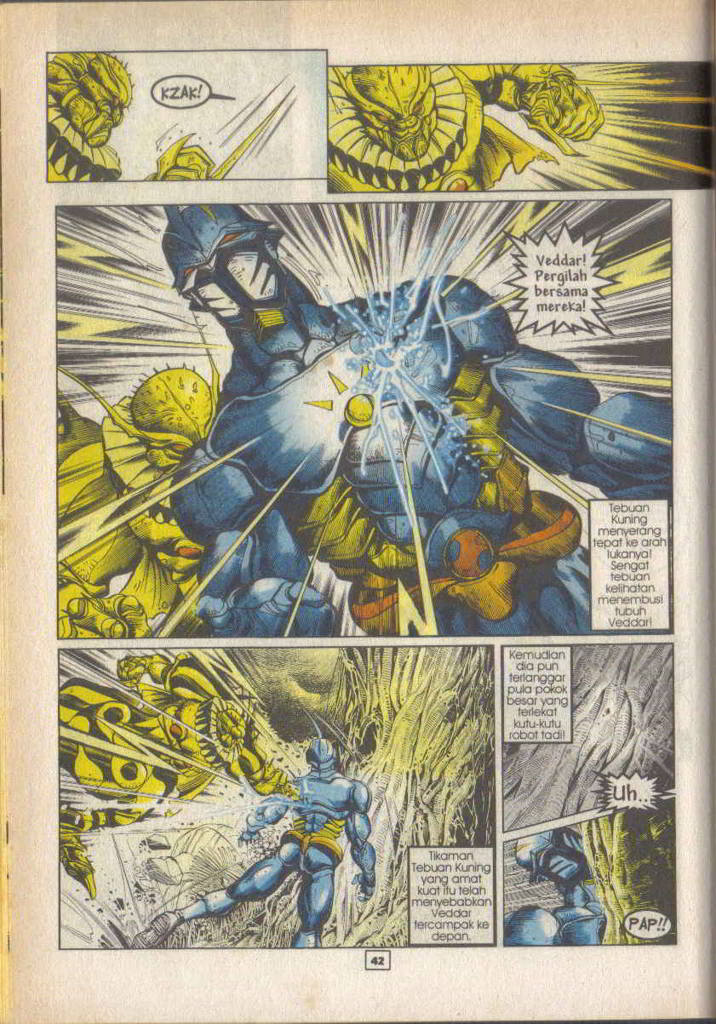 KZAK!
Veddar!
Pergilah
bersama
mereka!
Tebuan
Kuning
menyerang
tepat ke arah
lukanya!
Sengat
tebuan
kelihatan
menembusi
tubuh
Veddar!
Tikaman
Tebuan Kuning
yang amat
kuat itu telah
menyebabkan
Veddar
tercampak ke
depan.
Kemudian
dia pun
terlanggar
pula pokok
besar yang
terlekat
kutu-kutu
robot tadi!
Uh..
PAP!!
42